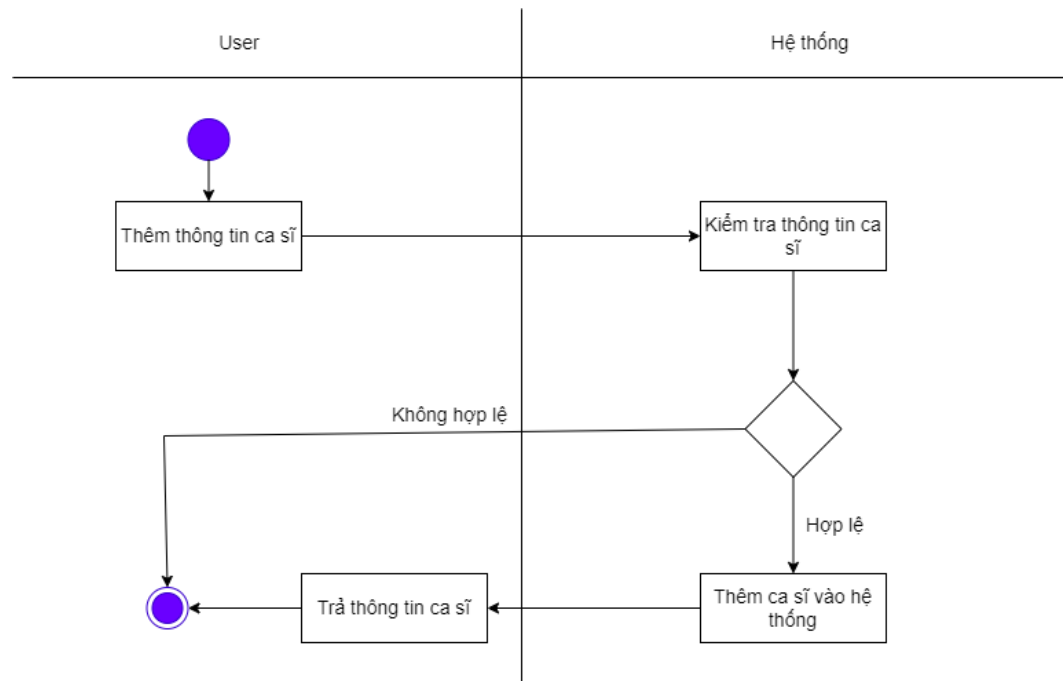 User
Hệ thống
Thêm thông tin ca sĩ
Kiểm tra thông tin ca
sĩ
Không hợp lệ
Hợp lệ
Trả thông tin ca sĩ
Thêm ca sĩ vào hệ
thống